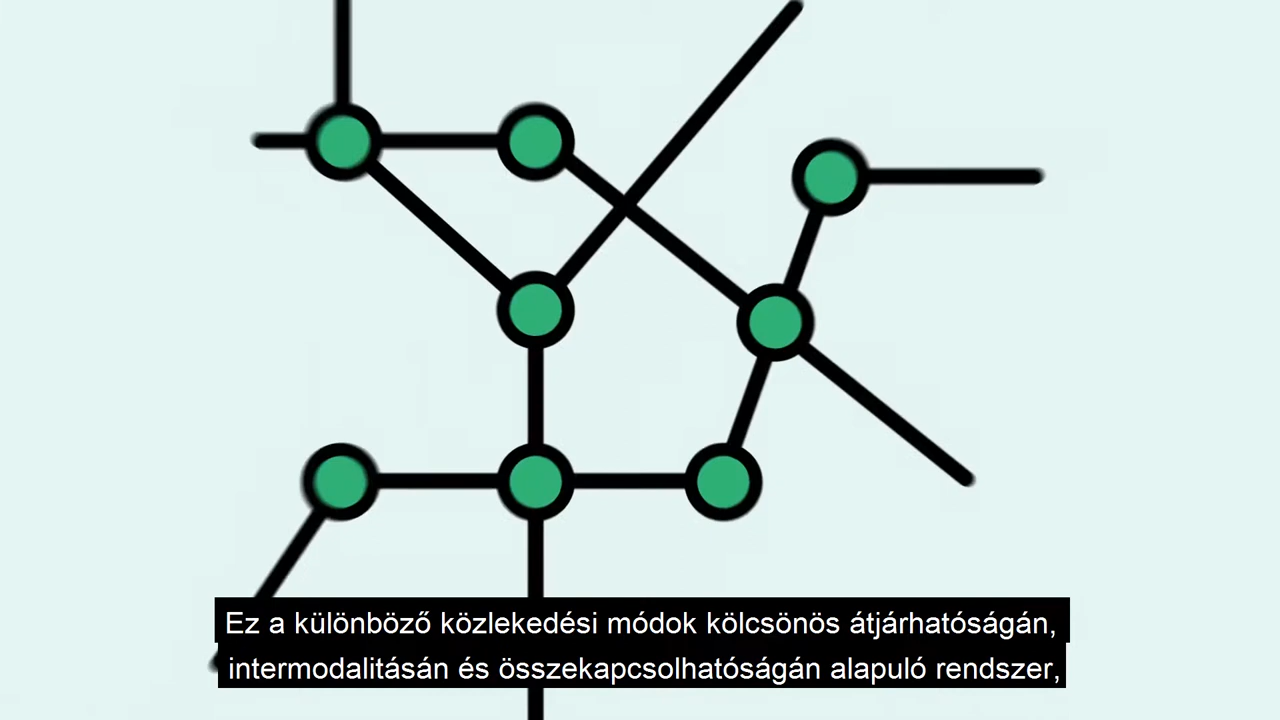 Ez a különböző közlekedési módok kölcsönös átjárhatóságán,
intermodalitásán és összekapcsolhatóságán alapuló rendszer,